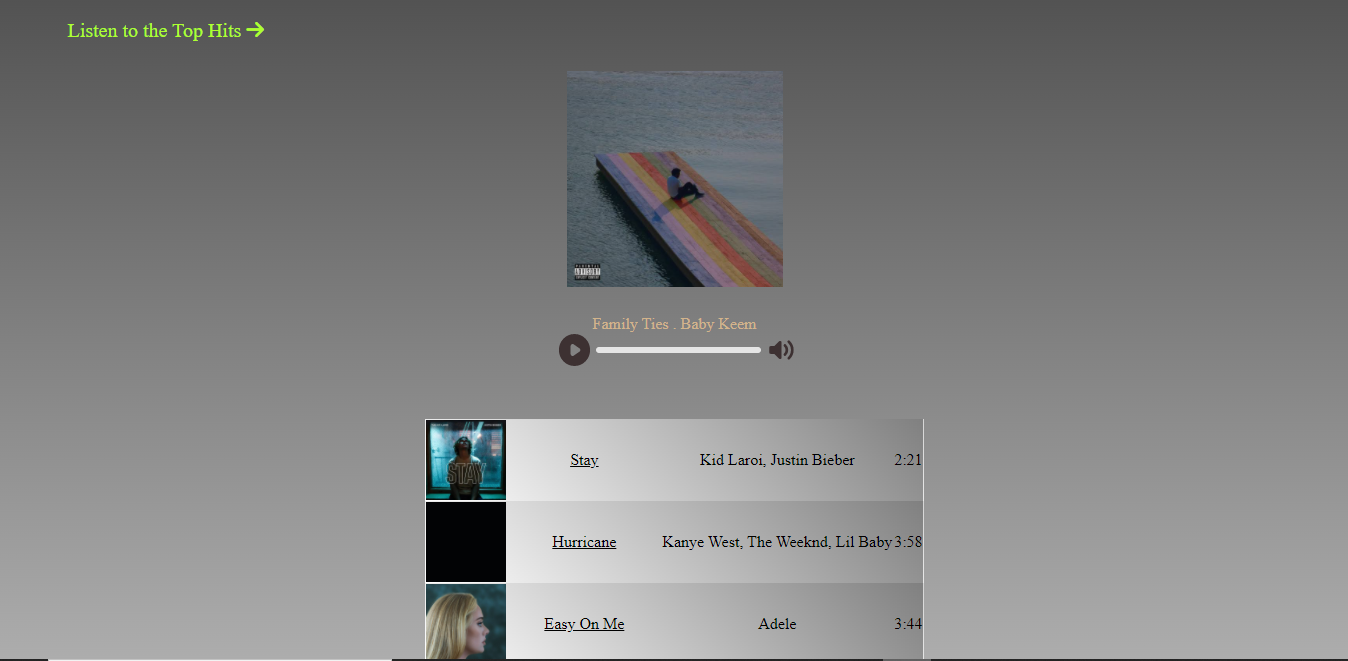 Listen to the Top Hits
Family Ties . Baby Keem
STAY
Stay Kid Laroi, Justin Bieber 2:21
Hurricane Kanye West, The Weeknd, Lil Baby 3:58
Easy On Me Adele 3:44